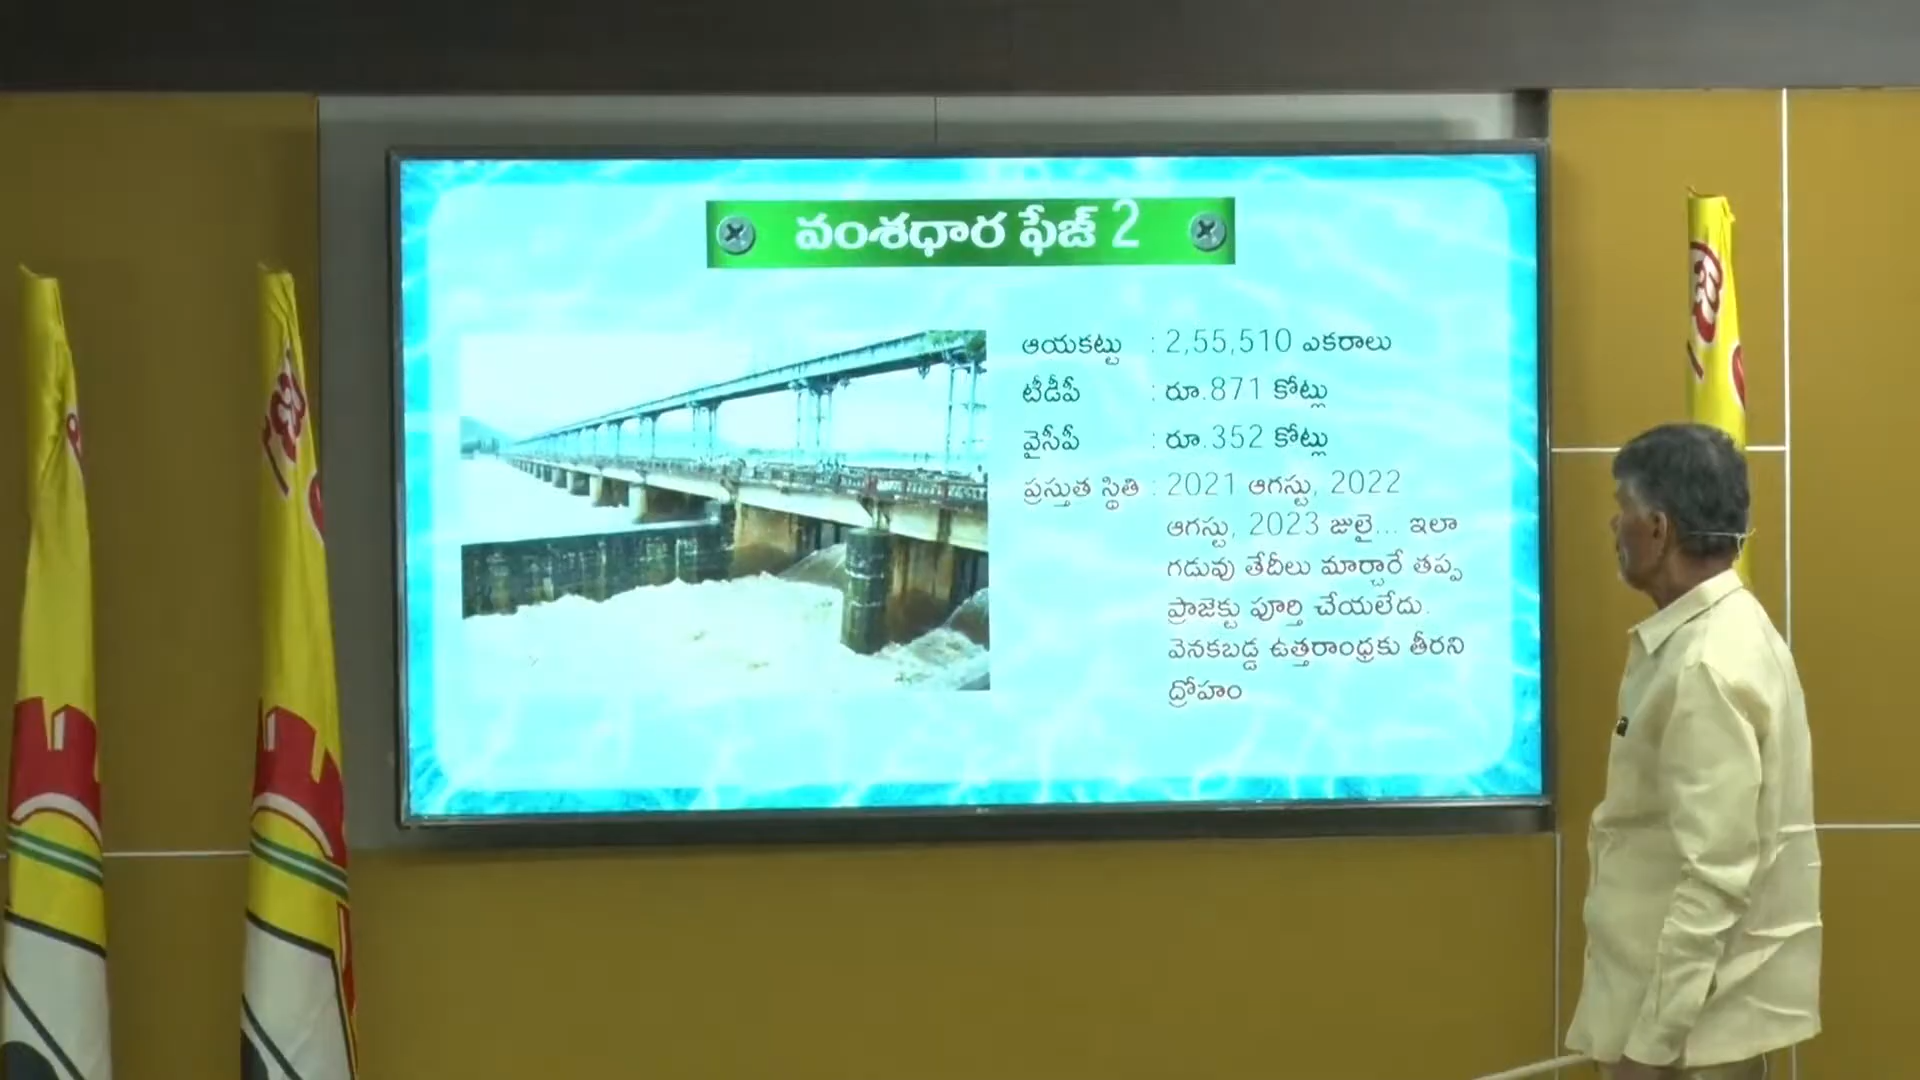 వంశధార ఫేజ్ 2
ఆయకట్టు : 2,55,510 ఎకరాలు
టీడీపీ : రూ.871 కోట్లు
వైసీపీ : రూ.352 కోట్లు
ప్రస్తుత స్థితి : 2021 ఆగస్టు, 2022
ఆగస్టు, 2023 జులై... ఇలా
గడువు తేదీలు మార్చారే తప్ప
ప్రాజెక్టు పూర్తి చేయలేదు.
వెనకబడ్డ ఉత్తరాంధ్రకు తీరని
ద్రోహం